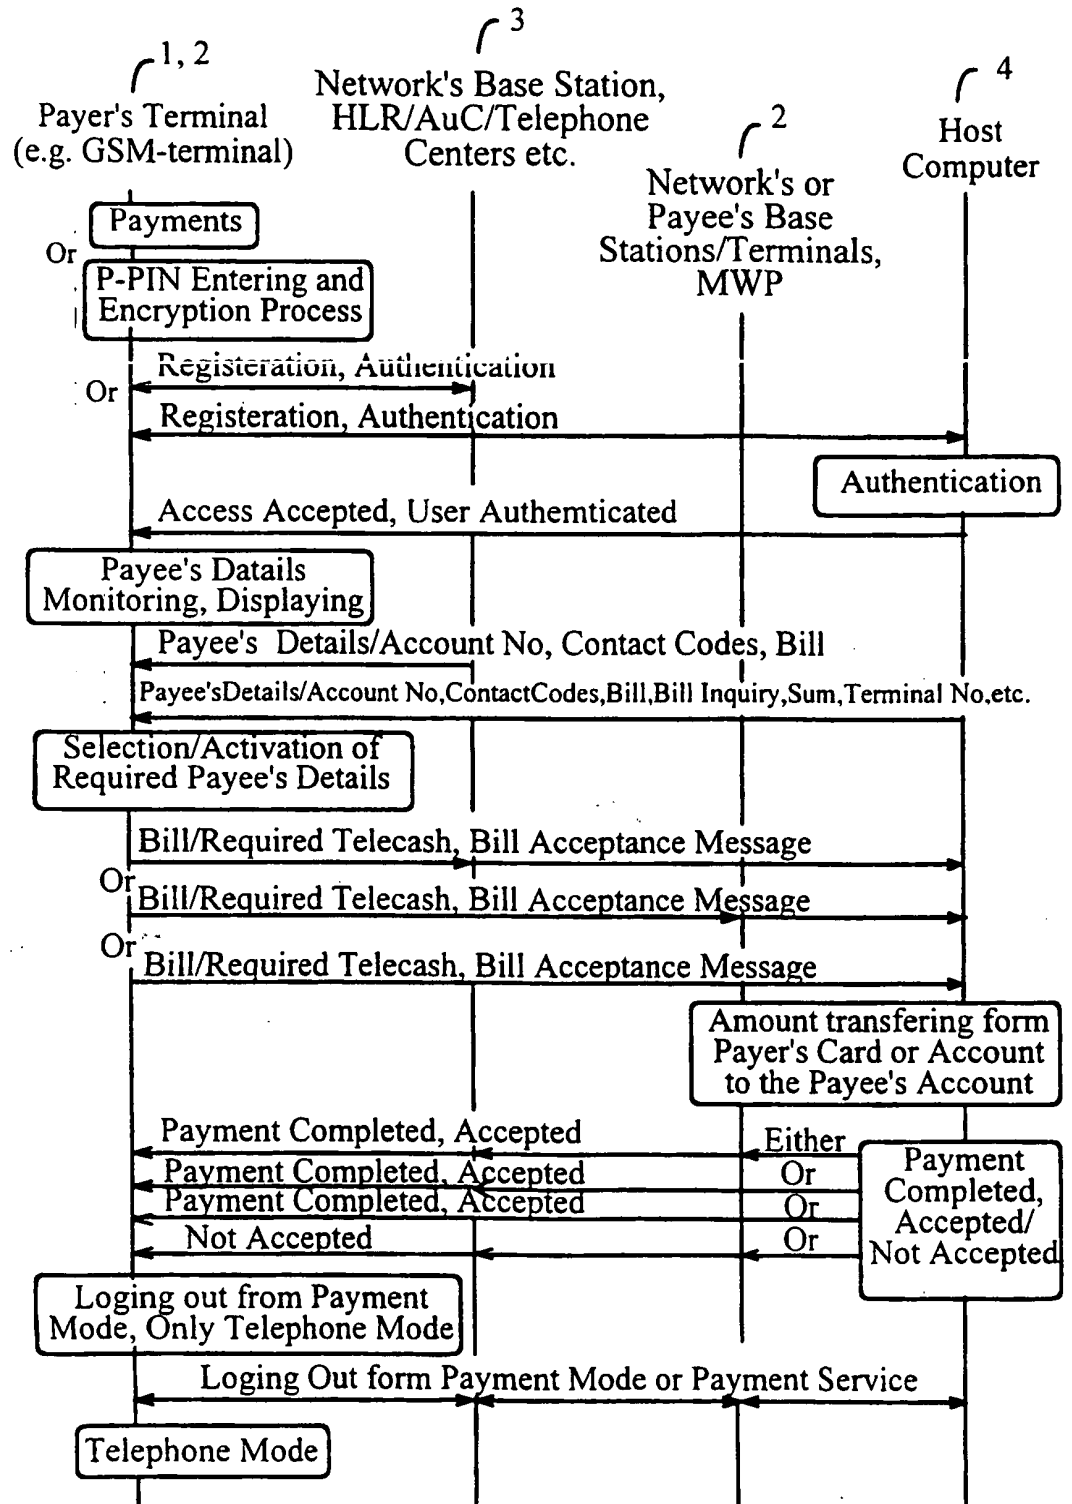 3
1, 2
4
Network's Base Station,
HLR/AuC/Telephone
Centers etc.
Payer's Terminal
(e.g. GSM-terminal)
2
Host
Computer
Network's or
Payee's Base
Stations/Terminals,
MWP
Payments
Or
P-PIN Entering and
Encryption Process
Registeration, Authentication
Or
Registeration, Authentication
Authentication
Access Accepted, User Authemticated
Payee's Datails
Monitoring, Displaying
Payee's Details/Account No, Contact Codes, Bill
Payee'sDetails/Account No,ContactCodes,Bill,Bill Inquiry,Sum,Terminal No,etc.
Selection/Activation of
Required Payee's Details
Bill/Required Telecash, Bill Acceptance Message
Or
Bill/Required Telecash, Bill Acceptance Message
Or
Bill/Required Telecash, Bill Acceptance Message
Amount transfering form
Payer's Card or Account
to the Payee's Account
Payment Completed, Accepted
Either
Payment Completed, Accepted
Or
Payment Completed, Accepted
Or
Not Accepted
Or
Payment
Completed,
Accepted/
Not Accepted
Loging out from Payment
Mode, Only Telephone Mode
Loging Out form Payment Mode or Payment Service
Telephone Mode